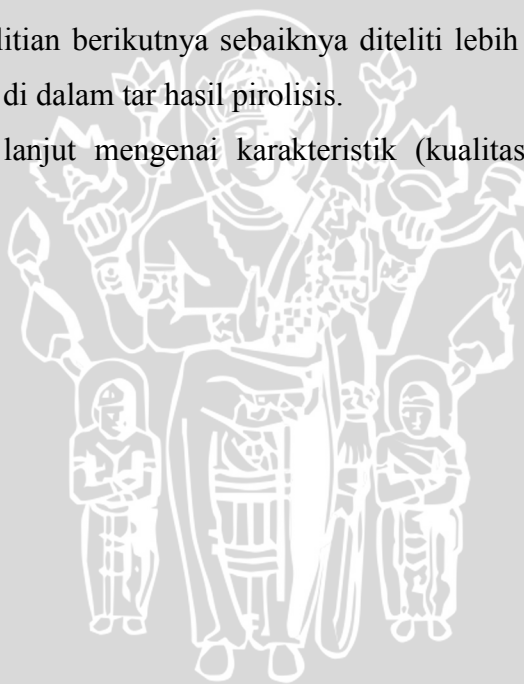 litian berikutnya sebaiknya diteliti lebih
di dalam tar hasil pirolisis.
lanjut mengenai karakteristik (kualitas